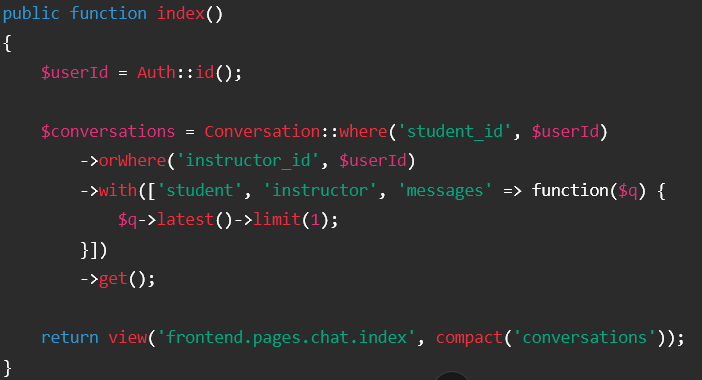 public function index()
{
    $userId = Auth::id();

    $conversations = Conversation::where('student_id', $userId)
        ->orWhere('instructor_id', $userId)
        ->with(['student', 'instructor', 'messages' => function($q) {
            $q->latest()->limit(1);
        }])
        ->get();

    return view('frontend.pages.chat.index', compact('conversations'));
}